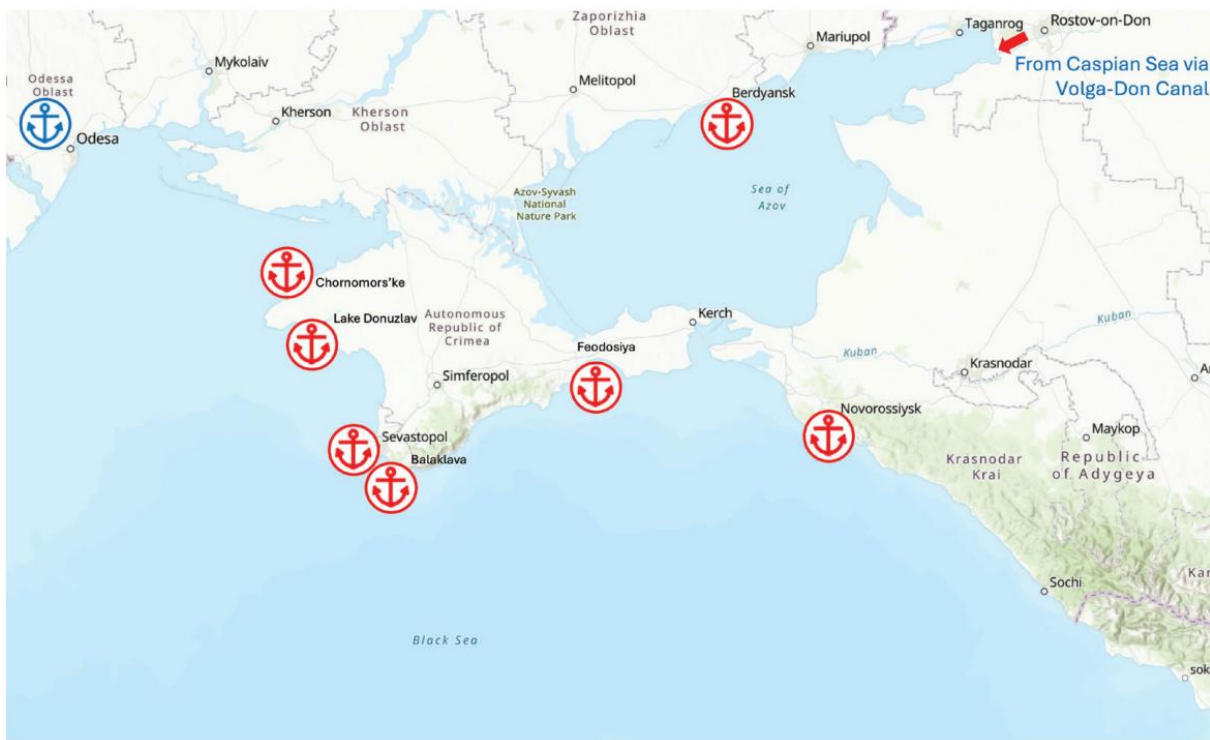 Zaporizhia
Oblast
Taganrog
Rostov-on-Don
Mariupol
From Caspian Sea via
Volga-Don Canal
Mykolaiv
Odessa
Oblast
Melitopol
Berdyansk
Kherson
Kherson
Oblast
Odesa
Azov-Syvash
National
Nature Park
Sea of
Azov
Chornomors'ke
Lake Donuzlav
Autonomous
Republic of
Crimea
Kerch
Kuban
Kuban
Feodosiya
Simferopol
Krasnodar
Novorossiysk
Sevastopol
Balaklava
Maykop
Krasnodar
Krai
Republic
of Adygeya
Sochi
Black Sea